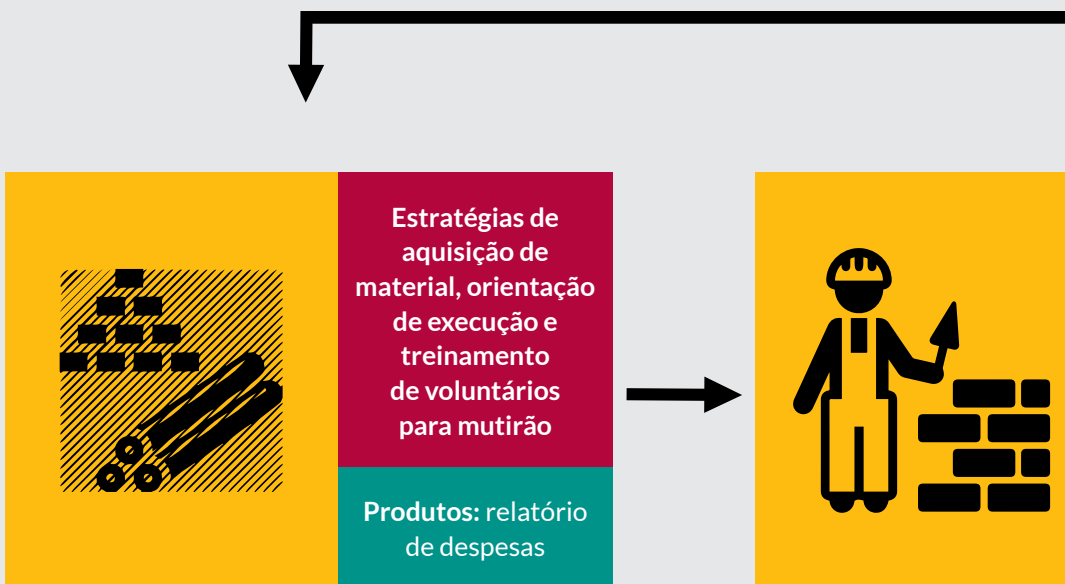 Estratégias de
aquisição de
material, orientação
de execução e
treinamento
de voluntários
para mutirão
Produtos: relatório
de despesas